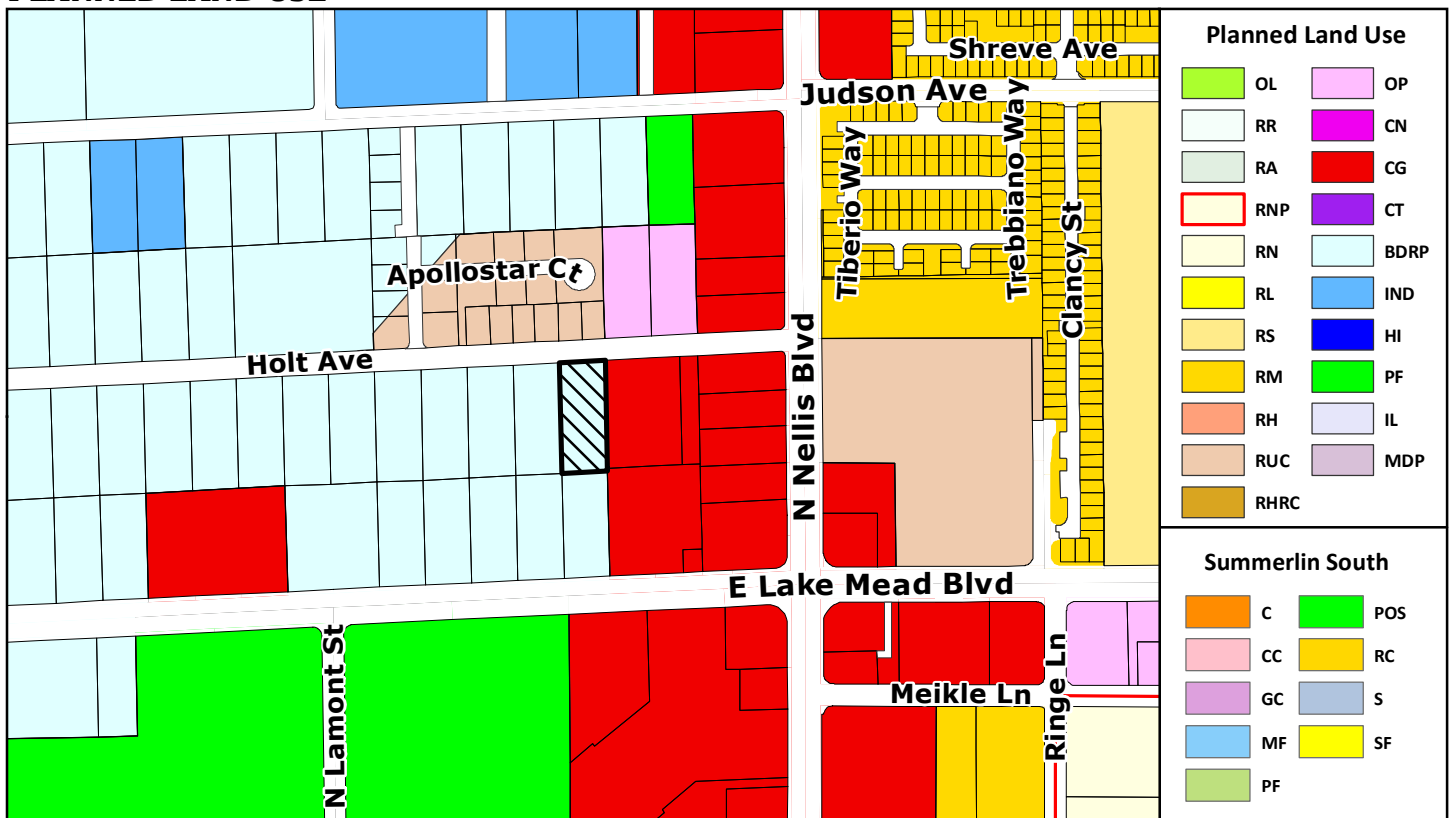 PLANNED LAND USE
Shreve Ave
Judson Ave
Tiberio Way
Trebbiano Way
Clancy St
Apollostar Ct
Holt Ave
N Nellis Blvd
E Lake Mead Blvd
N Lamont St
Meikle Ln
Ringe Ln
Planned Land Use
OL
OP
RR
CN
RA
CG
RNP
CT
RN
BDRP
RL
IND
RS
HI
RM
PF
RH
IL
RUC
MDP
RHRC
Summerlin South
C
POS
CC
RC
GC
S
MF
SF
PF